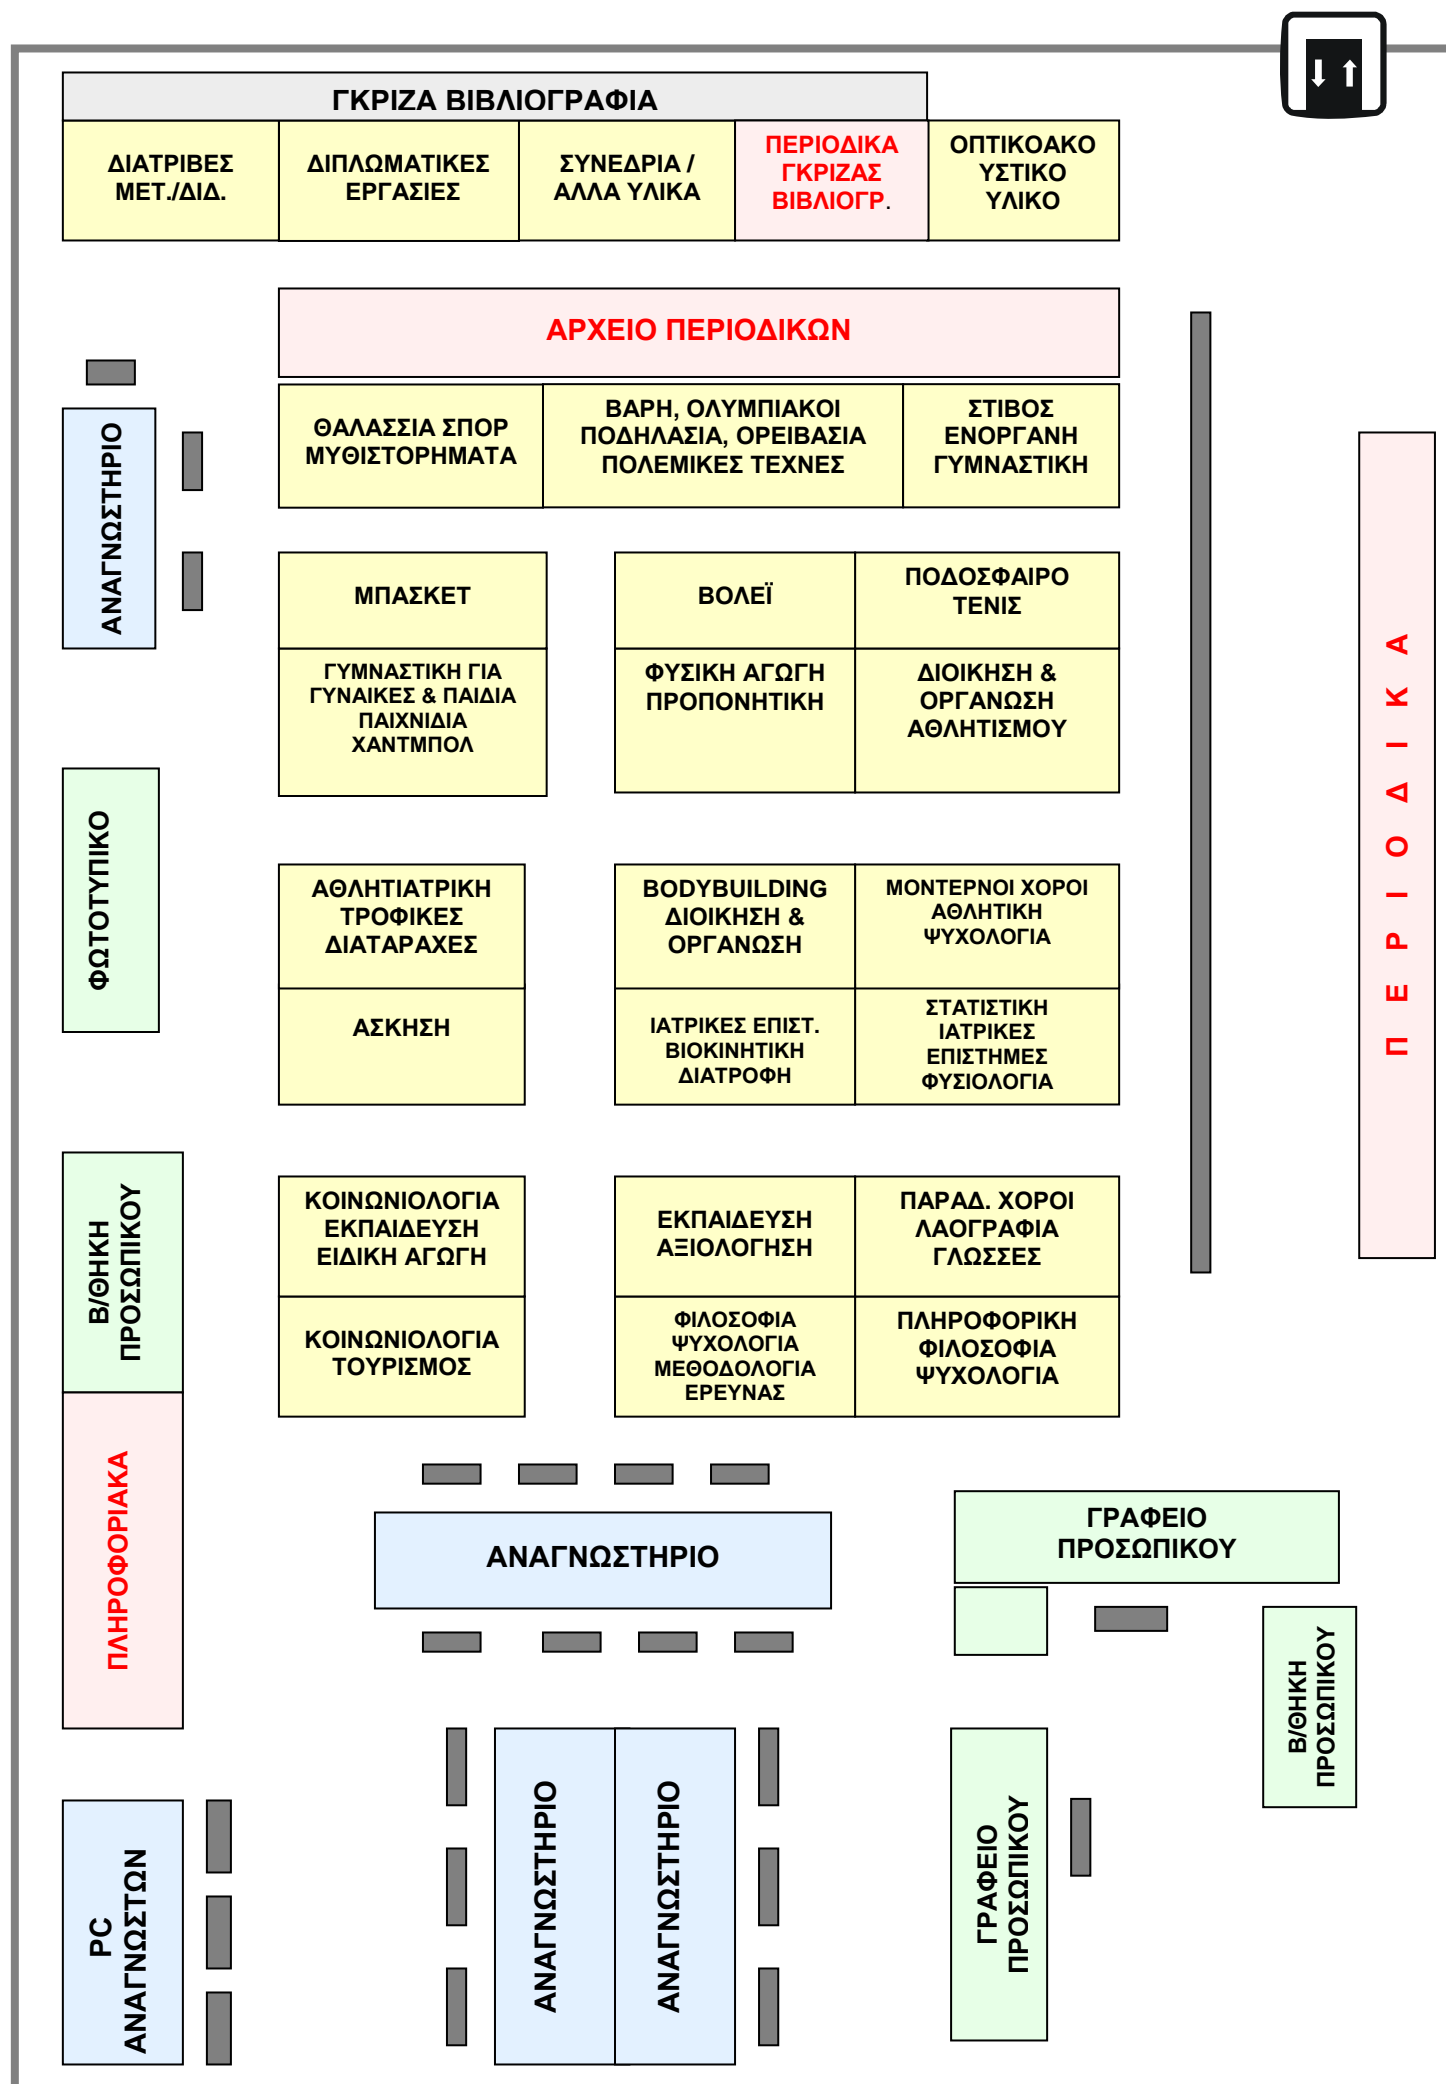 ΓΚΡΙΖΑ ΒΙΒΛΙΟΓΡΑΦΙΑ
ΔΙΑΤΡΙΒΕΣ
ΜΕΤ./ΔΙΔ.
ΔΙΠΛΩΜΑΤΙΚΕΣ
ΕΡΓΑΣΙΕΣ
ΣΥΝΕΔΡΙΑ /
ΑΛΛΑ ΥΛΙΚΑ
ΠΕΡΙΟΔΙΚΑ
ΓΚΡΙΖΑΣ
ΒΙΒΛΙΟΓΡ.
ΟΠΤΙΚΟΑΚΟ
ΥΣΤΙΚΟ
ΥΛΙΚΟ
ΑΡΧΕΙΟ ΠΕΡΙΟΔΙΚΩΝ
ΘΑΛΑΣΣΙΑ ΣΠΟΡ
ΜΥΘΙΣΤΟΡΗΜΑΤΑ
ΒΑΡΗ, ΟΛΥΜΠΙΑΚΟΙ
ΠΟΔΗΛΑΣΙΑ, ΟΡΕΙΒΑΣΙΑ
ΠΟΛΕΜΙΚΕΣ ΤΕΧΝΕΣ
ΣΤΙΒΟΣ
ΕΝΟΡΓΑΝΗ
ΓΥΜΝΑΣΤΙΚΗ
ΑΝΑΓΝΩΣΤΗΡΙΟ
ΜΠΑΣΚΕΤ
ΒΟΛΕΪ
ΠΟΔΟΣΦΑΙΡΟ
ΤΕΝΙΣ
ΓΥΜΝΑΣΤΙΚΗ ΓΙΑ
ΓΥΝΑΙΚΕΣ & ΠΑΙΔΙΑ
ΠΑΙΧΝΙΔΙΑ
ΧΑΝΤΜΠΟΛ
ΦΥΣΙΚΗ ΑΓΩΓΗ
ΠΡΟΠΟΝΗΤΙΚΗ
ΔΙΟΙΚΗΣΗ &
ΟΡΓΑΝΩΣΗ
ΑΘΛΗΤΙΣΜΟΥ
Π Ε Ρ Ι Ο Δ Ι Κ Α
ΦΩΤΟΤΥΠΙΚΟ
ΑΘΛΗΤΙΑΤΡΙΚΗ
ΤΡΟΦΙΚΕΣ
ΔΙΑΤΑΡΑΧΕΣ
BODYBUILDING
ΔΙΟΙΚΗΣΗ &
ΟΡΓΑΝΩΣΗ
ΜΟΝΤΕΡΝΟΙ ΧΟΡΟΙ
ΑΘΛΗΤΙΚΗ
ΨΥΧΟΛΟΓΙΑ
ΑΣΚΗΣΗ
ΙΑΤΡΙΚΕΣ ΕΠΙΣΤ.
ΒΙΟΚΙΝΗΤΙΚΗ
ΔΙΑΤΡΟΦΗ
ΣΤΑΤΙΣΤΙΚΗ
ΙΑΤΡΙΚΕΣ
ΕΠΙΣΤΗΜΕΣ
ΦΥΣΙΟΛΟΓΙΑ
Β/ΘΗΚΗ
ΠΡΟΣΩΠΙΚΟΥ
ΚΟΙΝΩΝΙΟΛΟΓΙΑ
ΕΚΠΑΙΔΕΥΣΗ
ΕΙΔΙΚΗ ΑΓΩΓΗ
ΕΚΠΑΙΔΕΥΣΗ
ΑΞΙΟΛΟΓΗΣΗ
ΠΑΡΑΔ. ΧΟΡΟΙ
ΛΑΟΓΡΑΦΙΑ
ΓΛΩΣΣΕΣ
ΚΟΙΝΩΝΙΟΛΟΓΙΑ
ΤΟΥΡΙΣΜΟΣ
ΦΙΛΟΣΟΦΙΑ
ΨΥΧΟΛΟΓΙΑ
ΜΕΘΟΔΟΛΟΓΙΑ
ΕΡΕΥΝΑΣ
ΠΛΗΡΟΦΟΡΙΚΗ
ΦΙΛΟΣΟΦΙΑ
ΨΥΧΟΛΟΓΙΑ
ΠΛΗΡΟΦΟΡΙΑΚΑ
ΑΝΑΓΝΩΣΤΗΡΙΟ
ΓΡΑΦΕΙΟ
ΠΡΟΣΩΠΙΚΟΥ
Β/ΘΗΚΗ
ΠΡΟΣΩΠΙΚΟΥ
PC
ΑΝΑΓΝΩΣΤΩΝ
ΑΝΑΓΝΩΣΤΗΡΙΟ
ΑΝΑΓΝΩΣΤΗΡΙΟ
ΓΡΑΦΕΙΟ
ΠΡΟΣΩΠΙΚΟΥ